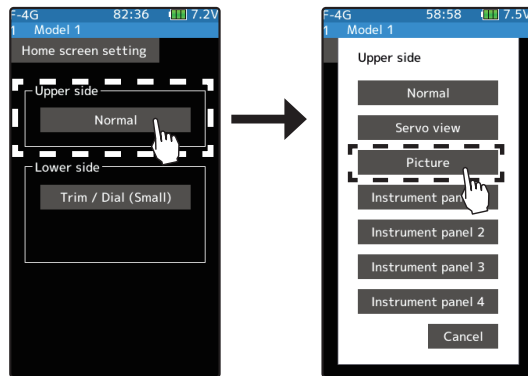 F-4G 82:36 7.2V
1 Model 1
Home screen setting
Upper side
Normal
Lower side
Trim / Dial (Small)
F-4G 58:58 7.5V
1 Model 1
Upper side
Normal
Servo view
Picture
Instrument
Instrument panel 2
Instrument panel 3
Instrument panel 4
Cancel